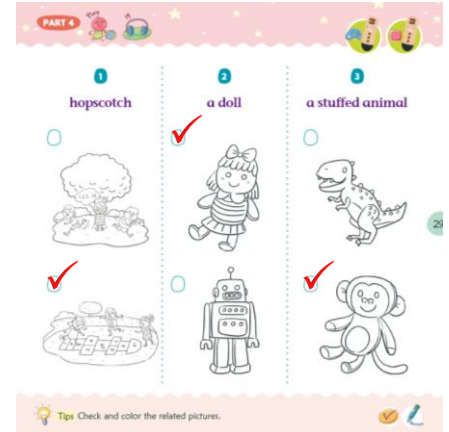 PART 4
1
hopscotch
2
a doll
3
a stuffed animal
29
Tips Check and color the related pictures.